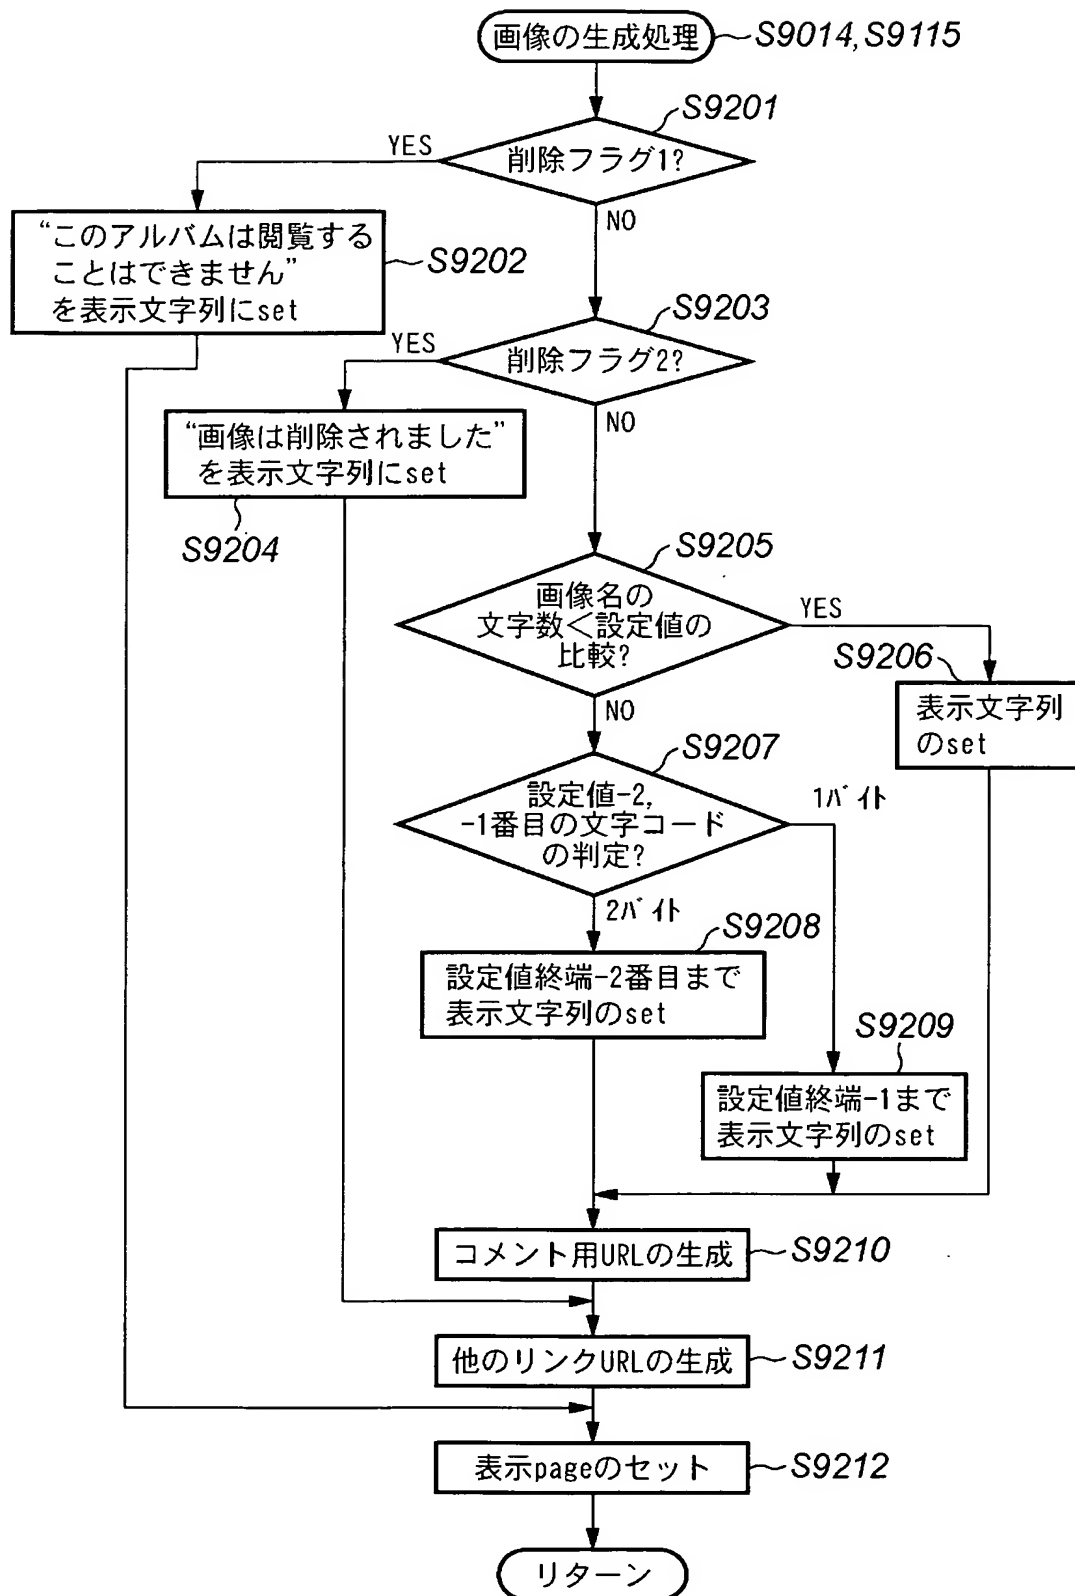 画像の生成処理
S9014, S9115
S9201
削除フラグ1?
YES
NO
“このアルバムは閲覧する
ことはできません”
を表示文字列にset
S9202
S9203
削除フラグ2?
YES
NO
“画像は削除されました”
を表示文字列にset
S9204
S9205
画像名の
文字数<設定値の
比較?
YES
NO
S9206
表示文字列
のset
S9207
設定値-2,
-1番目の文字コード
の判定?
1バイト
2バイト
S9208
設定値終端-2番目まで
表示文字列のset
S9209
設定値終端-1まで
表示文字列のset
コメント用URLの生成
S9210
他のリンクURLの生成
S9211
表示pageのセット
S9212
リターン